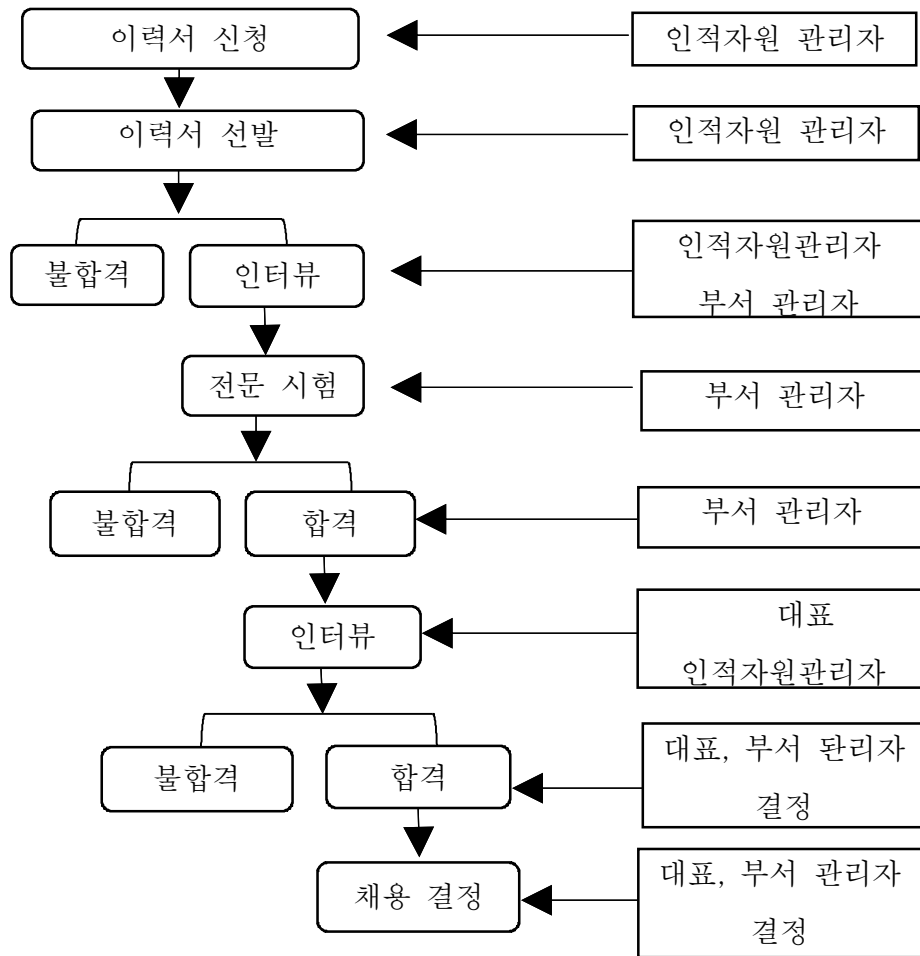 이력서 신청
인적자원 관리자
이력서 선발
인적자원 관리자
불합격
인터뷰
인적자원관리자
부서 관리자
전문 시험
부서 관리자
불합격
합격
부서 관리자
인터뷰
대표
인적자원관리자
불합격
합격
대표, 부서 돤리자
결정
채용 결정
대표, 부서 관리자
결정